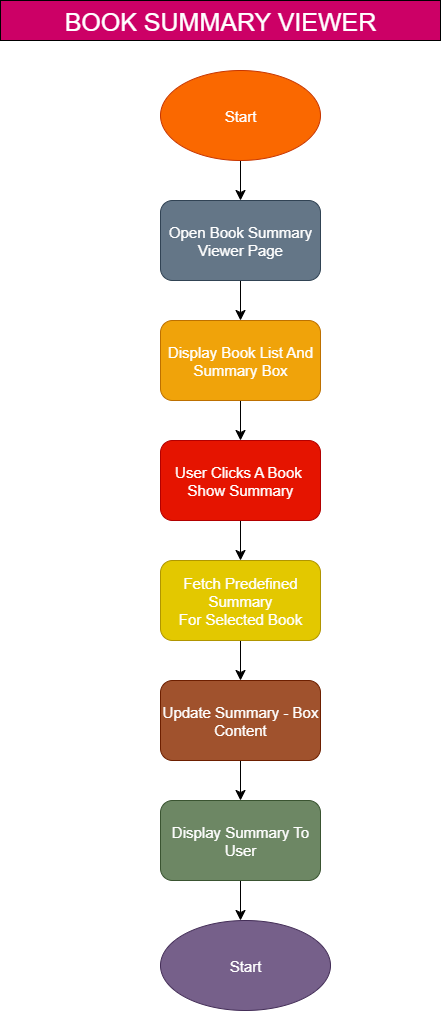 BOOK SUMMARY VIEWER
Start
Open Book Summary
Viewer Page
Display Book List And
Summary Box
User Clicks A Book
Show Summary
Fetch Predefined
Summary
For Selected Book
Update Summary - Box
Content
Display Summary To
User
Start